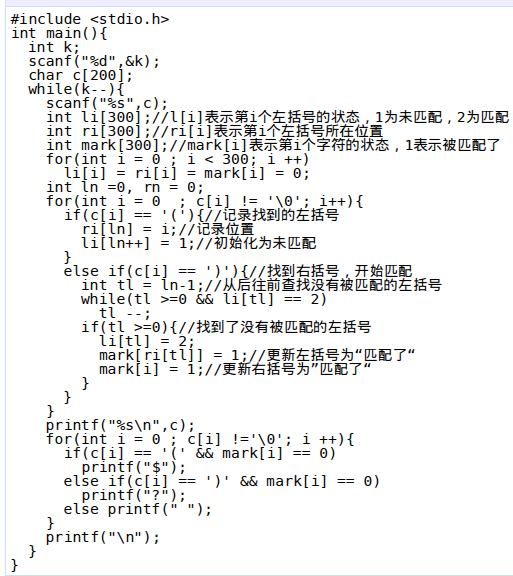 #include <stdio.h>
int main(){
  int k;
  scanf("%d",&k);
  char c[200];
  while(k--){
    scanf("%s",c);
    int li[300];//l[i]表示第i个左括号的状态，1为未匹配，2为匹配
    int ri[300];//ri[i]表示第i个左括号所在位置
    int mark[300];//mark[i]表示第i个字符的状态，1表示被匹配了
    for(int i = 0 ; i < 300; i ++)
      li[i] = ri[i] = mark[i] = 0;
    int ln =0, rn = 0;
    for(int i = 0  ; c[i] != '\0'; i++){
      if(c[i] == '('){//记录找到的左括号
        ri[ln] = i;//记录位置
        li[ln++] = 1;//初始化为未匹配
      }
      else if(c[i] == ')'){//找到右括号，开始匹配
        int tl = ln-1;//从后往前查找没有被匹配的左括号
        while(tl >=0 && li[tl] == 2)
          tl --;
        if(tl >=0){//找到了没有被匹配的左括号
          li[tl] = 2;
          mark[ri[tl]] = 1;//更新左括号为“匹配了“
          mark[i] = 1;//更新右括号为”匹配了“
        }
      }
    }
    printf("%s\n",c);
    for(int i = 0 ; c[i] !='\0'; i ++){
      if(c[i] == '(' && mark[i] == 0)
        printf("$");
      else if(c[i] == ')' && mark[i] == 0)
        printf("?");
      else printf(" ");
    }
    printf("\n");
  }
}